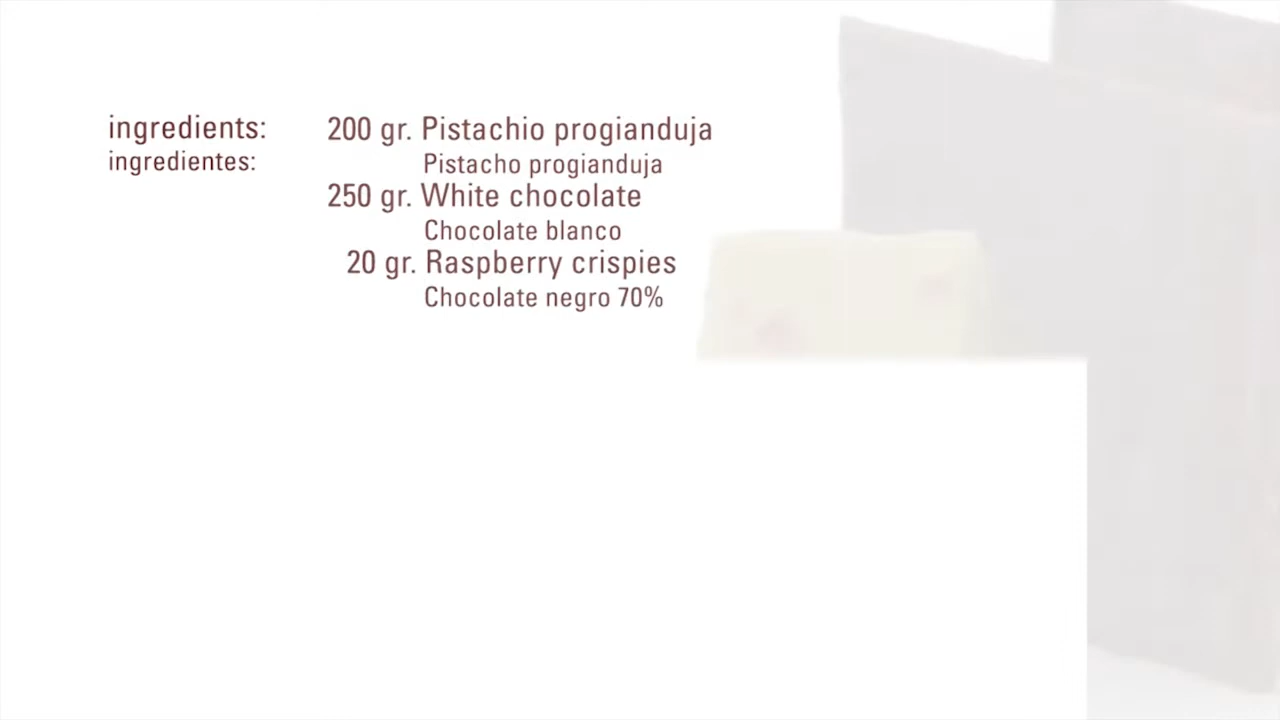 ingredients:
ingredientes:
200 gr. Pistachio progianduja
Pistacho progianduja
250 gr. White chocolate
Chocolate blanco
20 gr. Raspberry crispies
Chocolate negro 70%